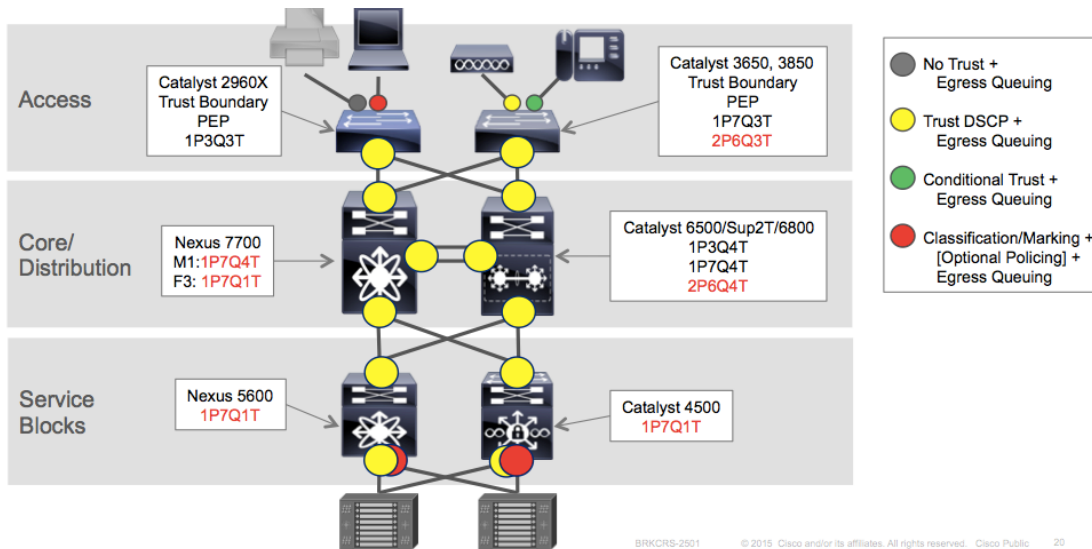 Access
Catalyst 2960X
Trust Boundary
PEP
1P3Q3T
Catalyst 3650, 3850
Trust Boundary
PEP
1P7Q3T
2P6Q3T
No Trust +
Egress Queuing
Trust DSCP +
Egress Queuing
Conditional Trust +
Egress Queuing
Classification/Marking +
[Optional Policing] +
Egress Queuing
Core/
Distribution
Nexus 7700
M1:1P7Q4T
F3: 1P7Q1T
Catalyst 6500/Sup2T/6800
1P3Q4T
1P7Q4T
2P6Q4T
Service
Blocks
Nexus 5600
1P7Q1T
Catalyst 4500
1P7Q1T
BRKCRS-2501 © 2015 Cisco and/or its affiliates. All rights reserved. Cisco Public 20